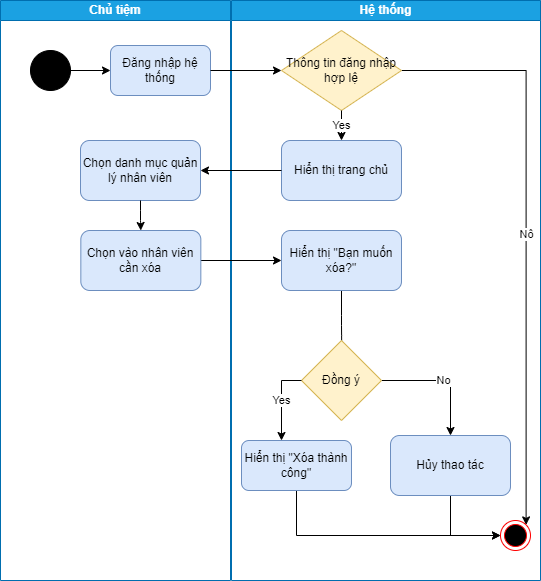 Chủ tiệm
Hệ thống
Đăng nhập hệ
thống
Thông tin đăng nhập
hợp lệ
Yes
Chọn danh mục quản
lý nhân viên
Hiển thị trang chủ
Nô
Chọn vào nhân viên
cần xóa
Hiển thị "Bạn muốn
xóa?"
Đồng ý
Yes
No
Hiển thị "Xóa thành
công"
Hủy thao tác